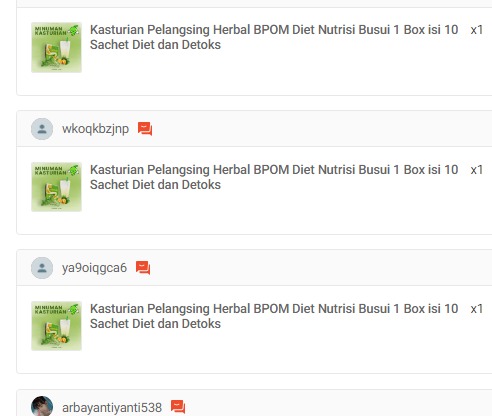 MINUMAN
KASTURIAN
Kasturian Pelangsing Herbal BPOM Diet Nutrisi Busui 1 Box isi 10 x1
Sachet Diet dan Detoks
wkoqkbzjnp
MINUMAN
KASTURIAN
Kasturian Pelangsing Herbal BPOM Diet Nutrisi Busui 1 Box isi 10 x1
Sachet Diet dan Detoks
ya9oiqgca6
MINUMAN
KASTURIAN
Kasturian Pelangsing Herbal BPOM Diet Nutrisi Busui 1 Box isi 10 x1
Sachet Diet dan Detoks
arbayantiyanti538